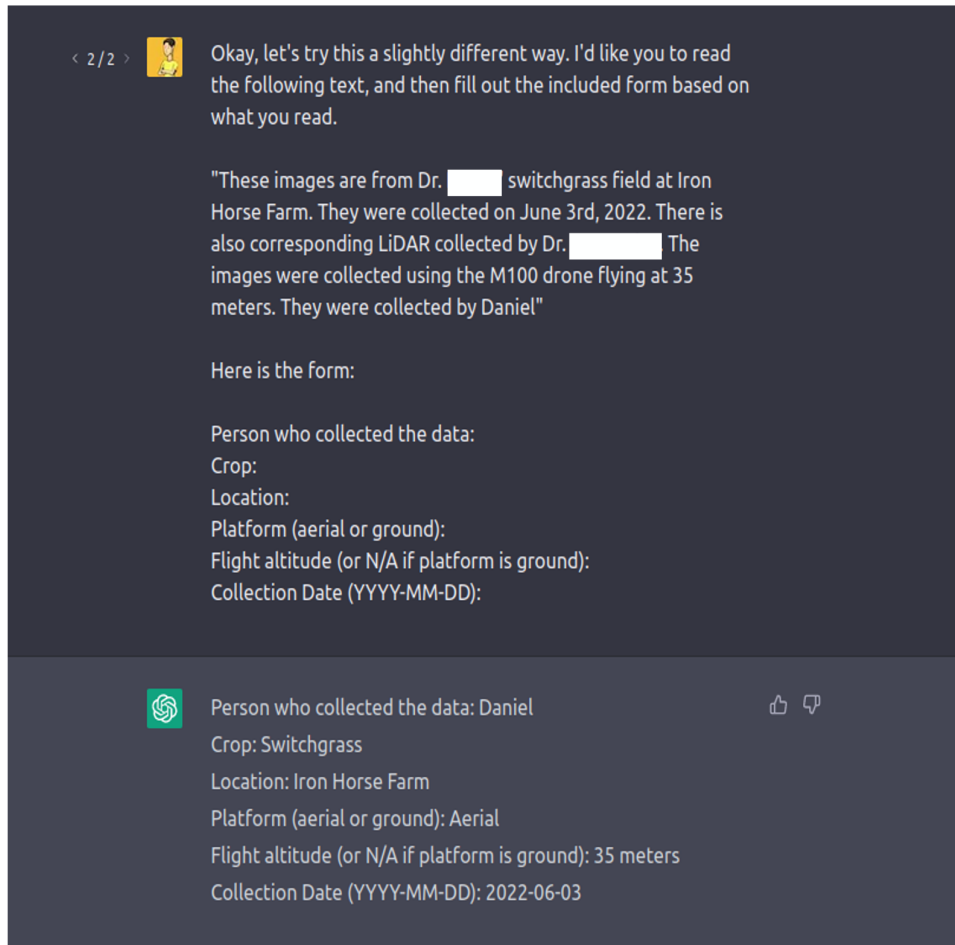 < 2/2 >
Okay, let's try this a slightly different way. I'd like you to read
the following text, and then fill out the included form based on
what you read.
"These images are from Dr. switchgrass field at Iron
Horse Farm. They were collected on June 3rd, 2022. There is
also corresponding LiDAR collected by Dr. The
images were collected using the M100 drone flying at 35
meters. They were collected by Daniel"
Here is the form:
Person who collected the data:
Crop:
Location:
Platform (aerial or ground):
Flight altitude (or N/A if platform is ground):
Collection Date (YYYY-MM-DD):
Person who collected the data: Daniel
Crop: Switchgrass
Location: Iron Horse Farm
Platform (aerial or ground): Aerial
Flight altitude (or N/A if platform is ground): 35 meters
Collection Date (YYYY-MM-DD): 2022-06-03